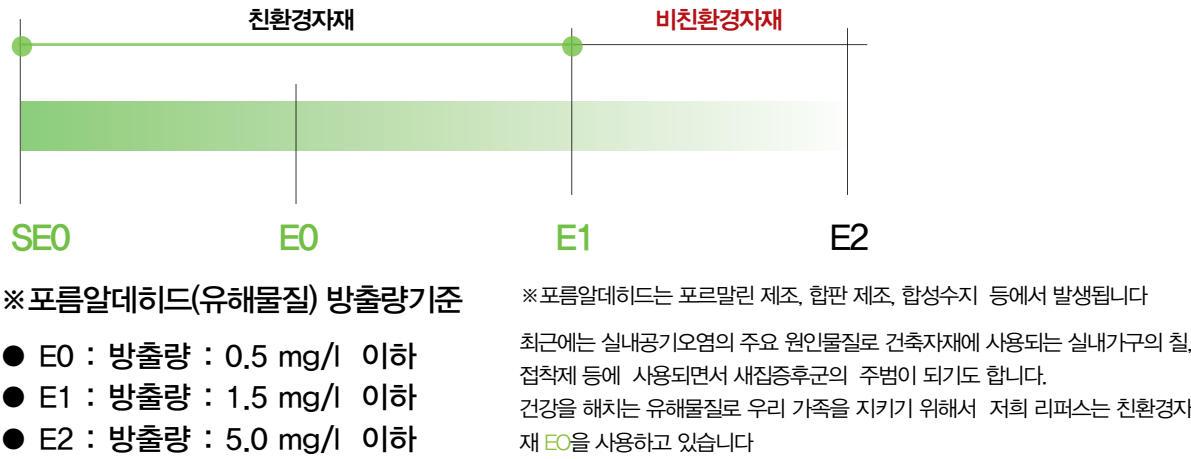 친환경자재
비친환경자재
SE0
E0
E1
E2
※포름알데히드(유해물질) 방출량기준
● E0 : 방출량 : 0.5 mg/l 이하
● E1 : 방출량 : 1.5 mg/l 이하
● E2 : 방출량 : 5.0 mg/l 이하
※포름알데히드는 포르말린 제조, 합판 제조, 합성수지 등에서 발생됩니다
최근에는 실내공기오염의 주요 원인물질로 건축자재에 사용되는 실내가구의 칠,
접착제 등에 사용되면서 새집증후군의 주범이 되기도 합니다.
건강을 해치는 유해물질로 우리 가족을 지키기 위해서 저희 리퍼스는 친환경자
재 EO을 사용하고 있습니다